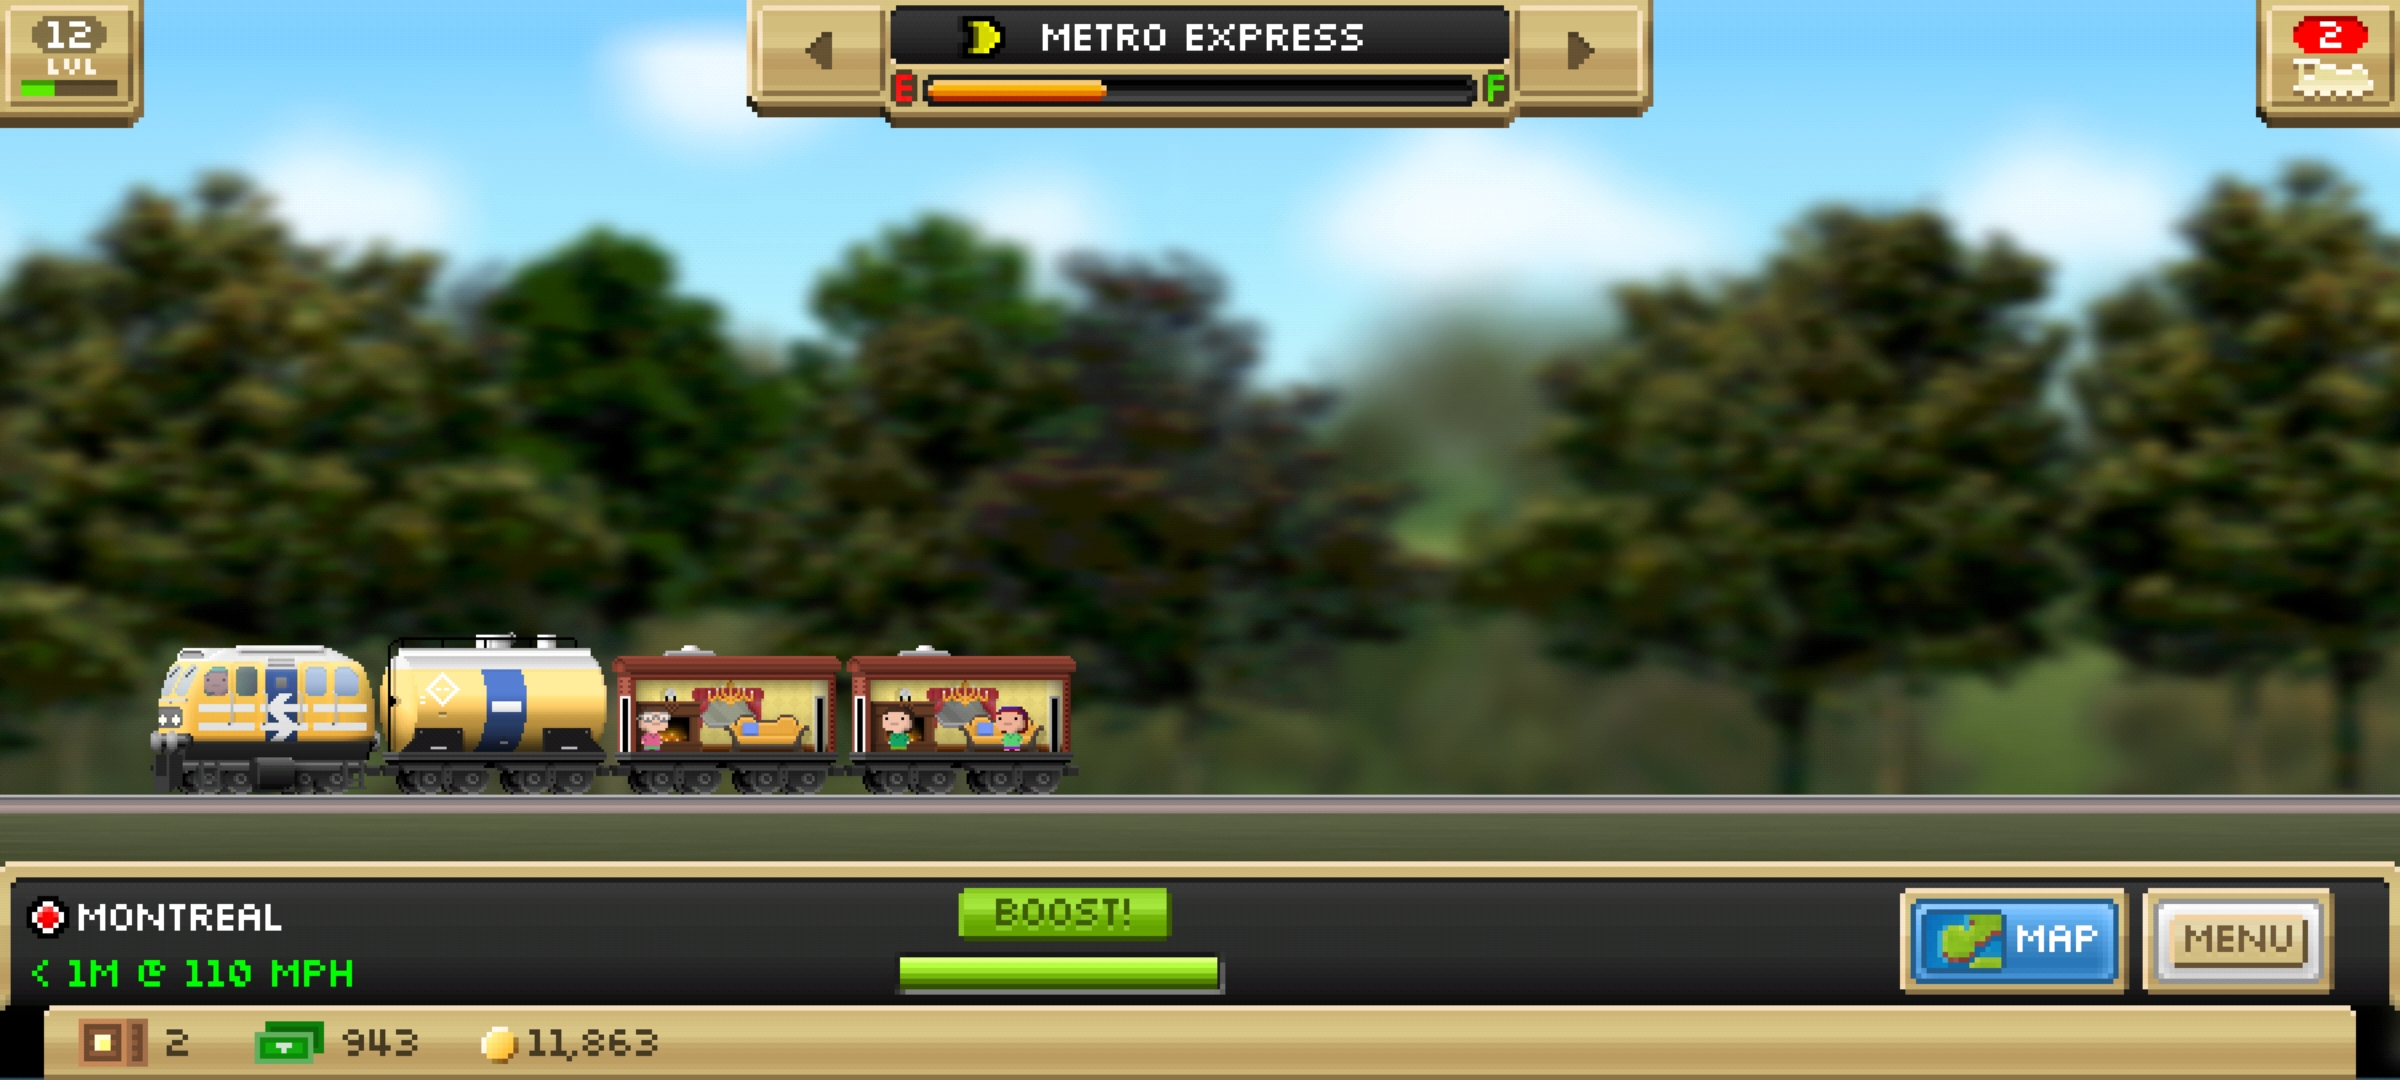 12
LVL
METRO EXPRESS
E F
2
MONTREAL
< 1M @ 110 MPH
BOOST!
MAP
MENU
2 943 11,863